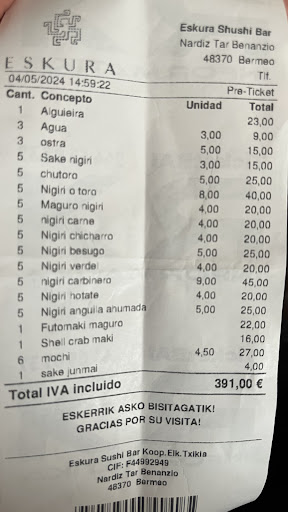 ESKURA
Eskura Shushi Bar
Nardiz Tar Benanzio
48370 Bermeo
Tlf.
04/05/2024 14:59:22 Pre-Ticket
Cant. Concepto Unidad Total
1 Alguieira 23,00
3 Agua 3,00 9,00
3 ostra 5,00 15,00
5 Sake nigiri 3,00 15,00
5 chutoro 5,00 25,00
5 Nigiri o toro 8,00 40,00
5 Maguro nigiri 4,00 20,00
5 nigiri carne 4,00 20,00
5 Nigiri chicharro 4,00 20,00
5 Nigiri besugo 5,00 25,00
5 Nigiri verdel 4,00 20,00
5 nigiri carbinero 9,00 45,00
5 Nigiri hotate 4,00 20,00
5 Nigiri anguila ahumada 5,00 25,00
1 Futomaki maguro 22,00
1 Shell crab maki 16,00
6 mochi 4,50 27,00
1 sake junmai 4,00
Total IVA incluido 391,00 €
ESKERRIK ASKO BISITAGATIK!
GRACIAS POR SU VISITA!
Eskura Sushi Bar Koop.Elk.Txikia
CIF: F44992949
Nardiz Tar Benanzio
48370 Bermeo